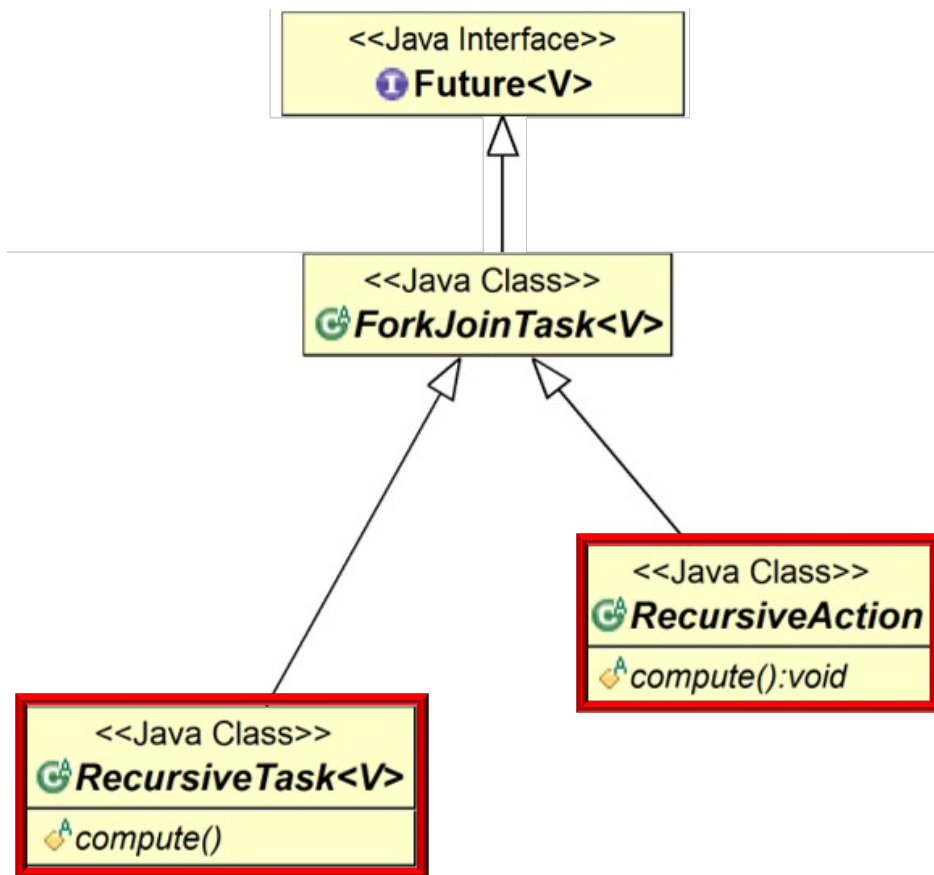 <<Java Interface>>
Future<V>
<<Java Class>>
ForkJoinTask<V>
<<Java Class>>
RecursiveAction
compute():void
<<Java Class>>
RecursiveTask<V>
compute()